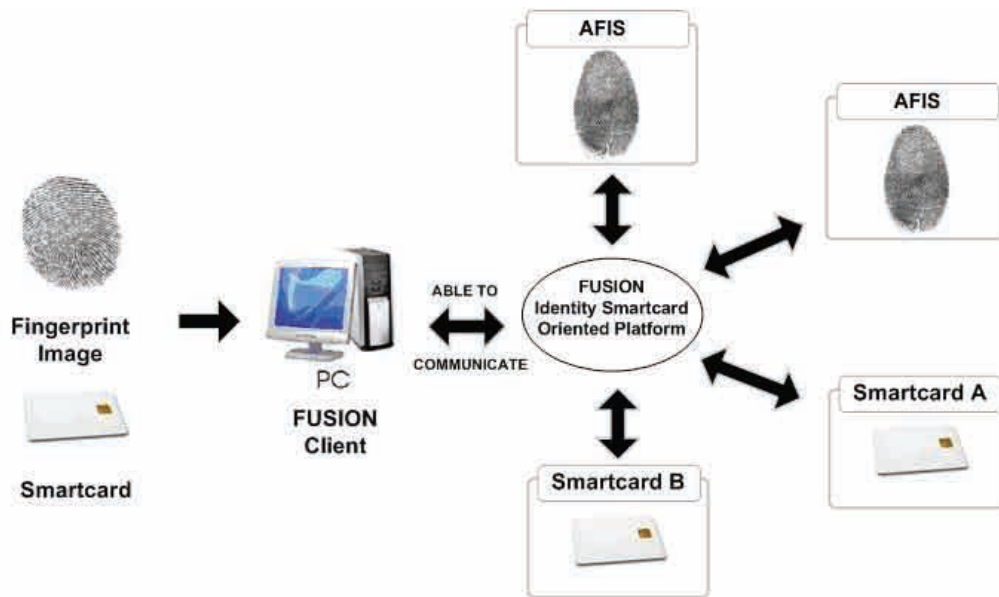 AFIS
AFIS
Fingerprint
Image
Smartcard
PC
FUSION
Client
ABLE TO
COMMUNICATE
FUSION
Identity Smartcard
Oriented Platform
Smartcard A
Smartcard B